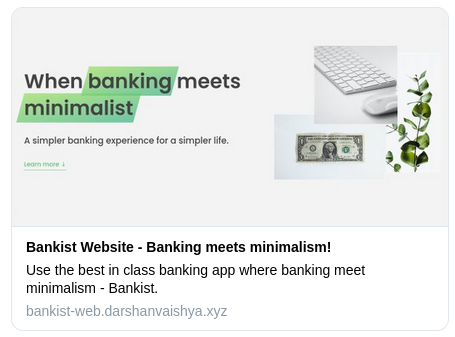 When banking meets
minimalist
A simpler banking experience for a simpler life.
Learn more ↓
Bankist Website - Banking meets minimalism!
Use the best in class banking app where banking meet
minimalism - Bankist.
bankist-web.darshanvaishya.xyz